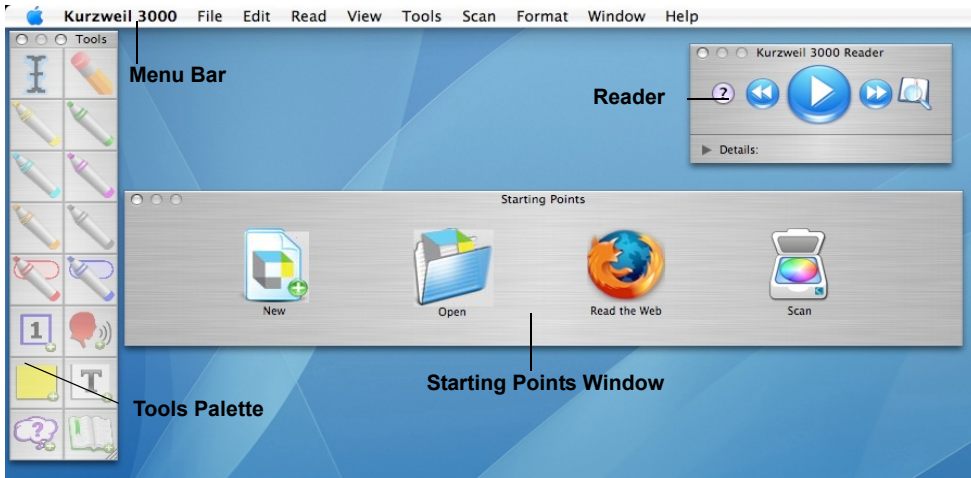 Kurzweil 3000 File Edit Read View Tools Scan Format Window Help
Tools
Menu Bar
Kurzweil 3000 Reader
Reader
?
Details:
Starting Points
New
Open
Read the Web
Scan
1
T
?
Starting Points Window
Tools Palette